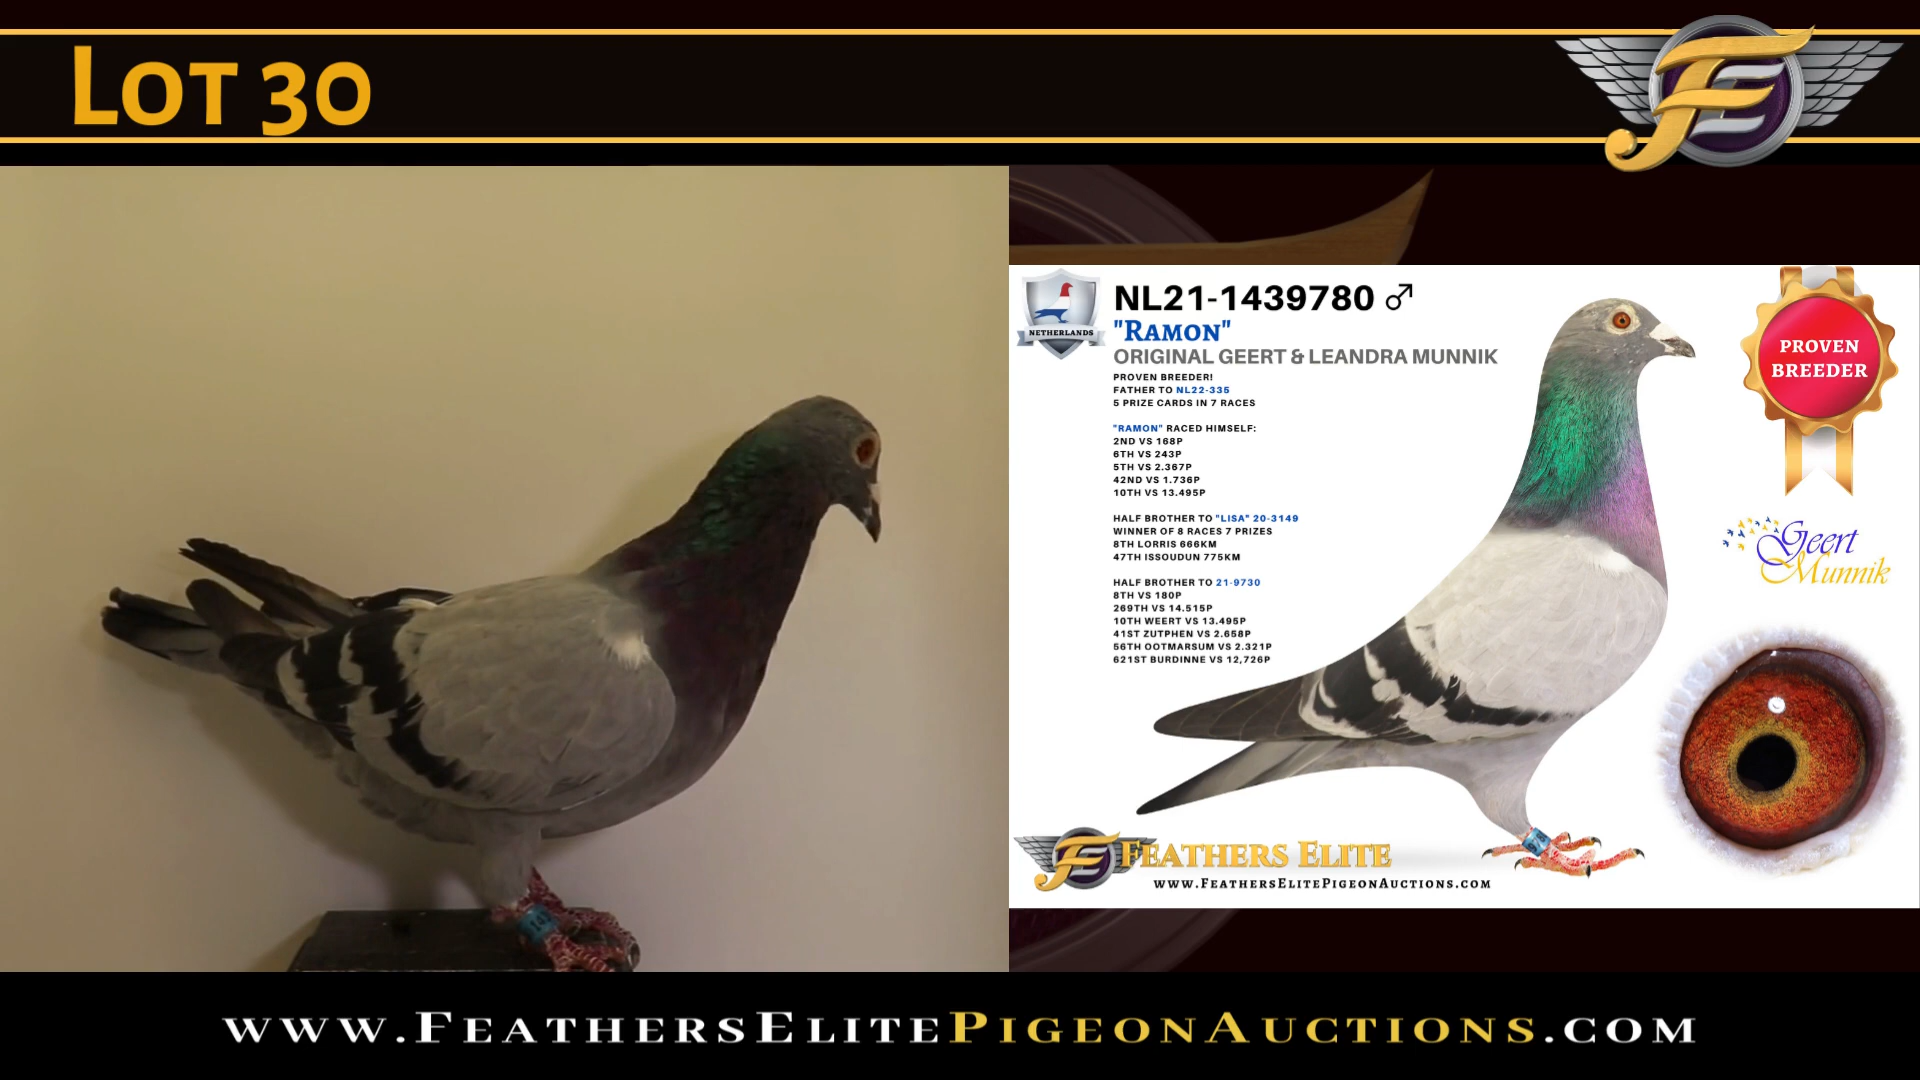 Lot 30
NETHERLANDS
NL21-1439780 ♂
"RAMON"
ORIGINAL GEERT & LEANDRA MUNNIK
PROVEN BREEDER!
FATHER TO NL22-335
5 PRIZE CARDS IN 7 RACES
"RAMON" RACED HIMSELF:
2ND VS 168P
6TH VS 243P
5TH VS 2.367P
42ND VS 1.736P
10TH VS 13.495P
HALF BROTHER TO "LISA" 20-3149
WINNER OF 8 RACES 7 PRIZES
8TH LORRIS 666KM
47TH ISSOUDUN 775KM
HALF BROTHER TO 21-9730
8TH VS 180P
269TH VS 14.515P
10TH WEERT VS 13.495P
41ST ZUTPHEN VS 2.658P
56TH OOTMARSUM VS 2.321P
621ST BURDINNE VS 12,726P
PROVEN
BREEDER
Geert
Munnik
FE FEATHERS ELITE
WWW.FEATHERSELITEPIGEONAUCTIONS.COM
WWW.FEATHERSELITEPIGEONAUCTIONS.COM